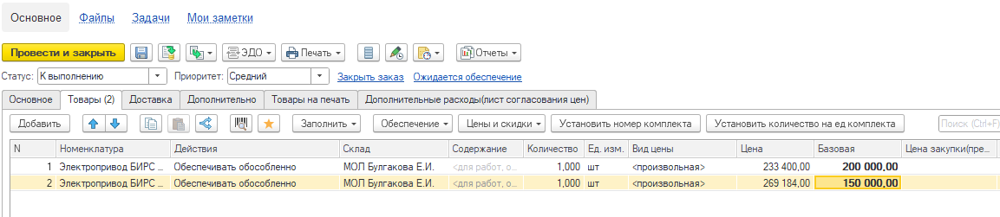 Основное Файлы Задачи Мои заметки
Провести и закрыть ЭДО Печать Отчеты
Статус: К выполнению Приоритет: Средний Закрыть заказ Ожидается обеспечение
Основное Товары (2) Доставка Дополнительно Товары на печать Дополнительные расходы(лист согласования цен)
Добавить Заполнить Обеспечение Цены и скидки Установить номер комплекта Установить количество на ед комплекта Поиск (Ctrl+F)
N Номенклатура Действия Склад Содержание Количество Ед. изм. Вид цены Цена Базовая Цена закупки(пре...
1 Электропривод БИРС ... Обеспечивать обособленно МОЛ Булгакова Е.И. <для работ, о... 1,000 шт <произвольная> 233 400,00 200 000,00
2 Электропривод БИРС ... Обеспечивать обособленно МОЛ Булгакова Е.И. <для работ, о... 1,000 шт <произвольная> 269 184,00 150 000,00